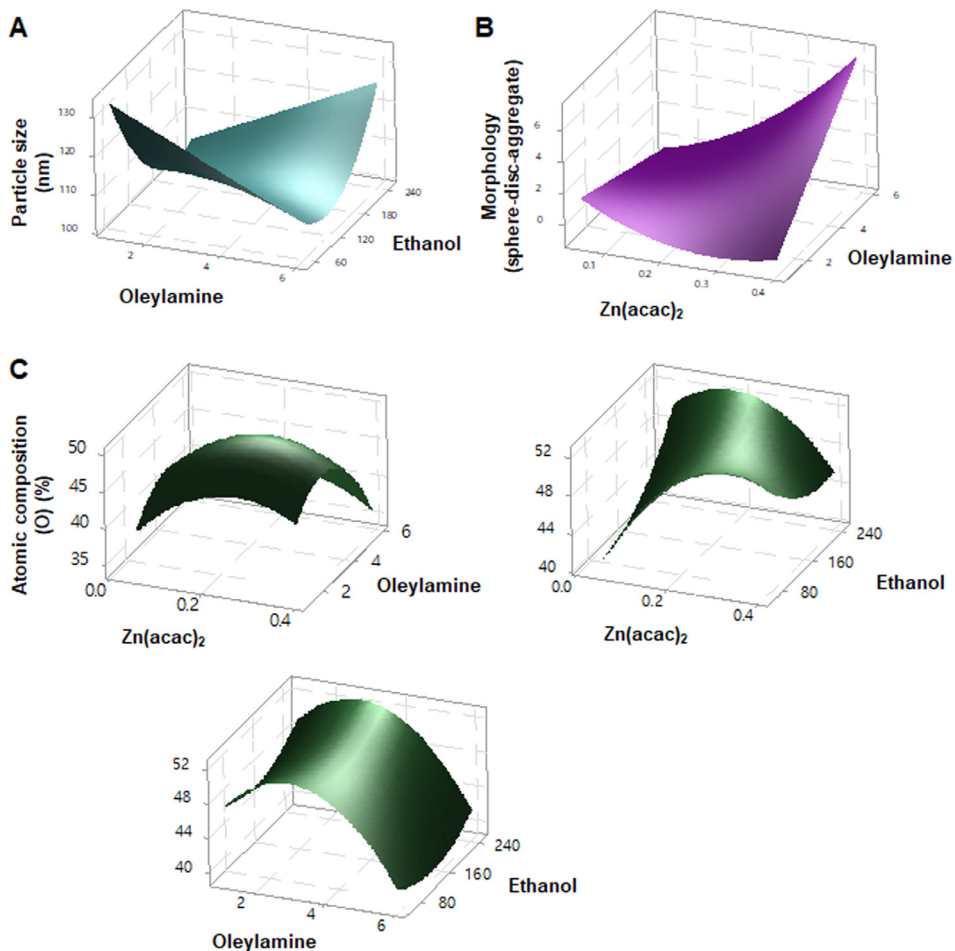 A
Particle size
(nm)
130
120
110
100
2
4
6
Oleylamine
60
120
180
240
Ethanol
B
Morphology
(sphere-disc-aggregate)
6
4
2
0
0.1
0.2
0.3
0.4
Zn(acac)2
2
4
6
Oleylamine
C
Atomic composition
(O) (%)
50
45
40
35
0.0
0.2
0.4
Zn(acac)2
2
4
6
Oleylamine
52
48
44
40
0.0
0.2
0.4
Zn(acac)2
80
160
240
Ethanol
52
48
44
40
2
4
6
Oleylamine
80
160
240
Ethanol